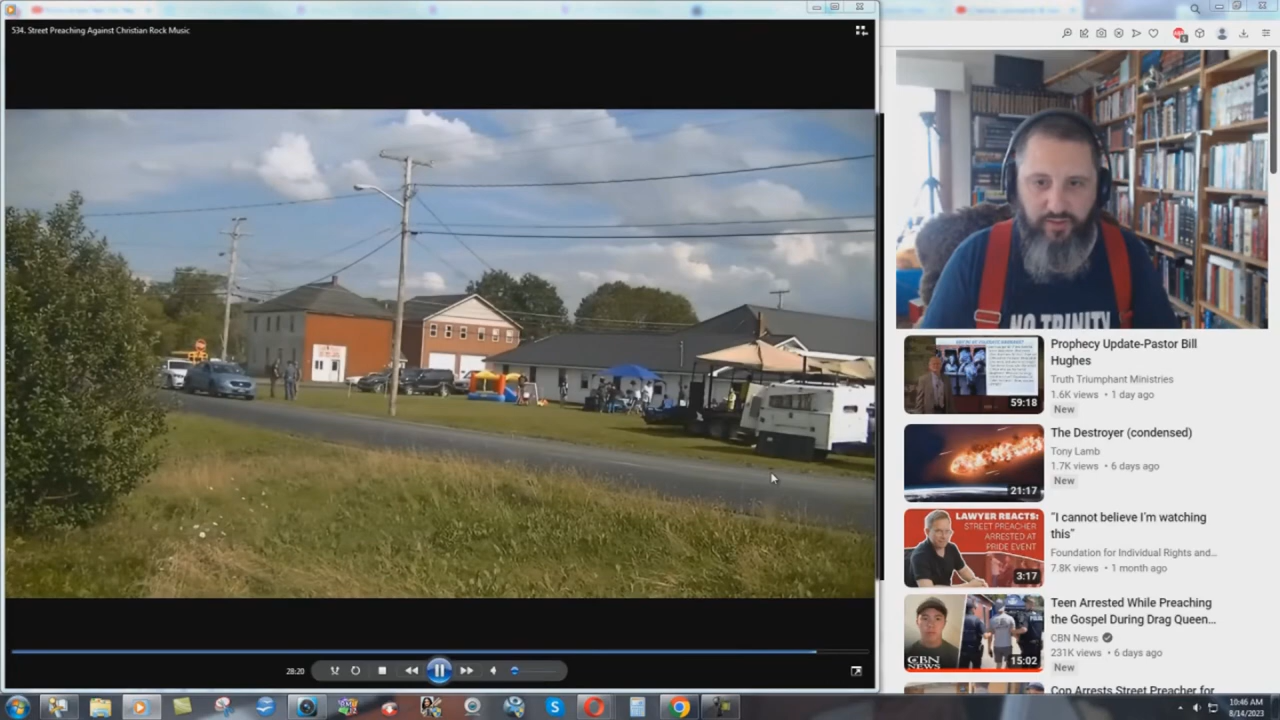 534. Street Preaching Against Christian Rock Music
NO TRINITY
Prophecy Update-Pastor Bill
Hughes
Truth Triumphant Ministries
1.6K views • 1 day ago
New
59:18
The Destroyer (condensed)
Tony Lamb
1.7K views • 6 days ago
New
21:17
LAWYER REACTS:
STREET PREACHER
ARRESTED AT
PRIDE EVENT
3:17
"I cannot believe I'm watching
this"
Foundation for Individual Rights and...
7.8K views • 1 month ago
CBN
NEWS
15:02
Teen Arrested While Preaching
the Gospel During Drag Queen...
CBN News
231K views • 6 days ago
New
Cop Arrests Street Preacher for
28:20
10:46 AM
8/14/2023